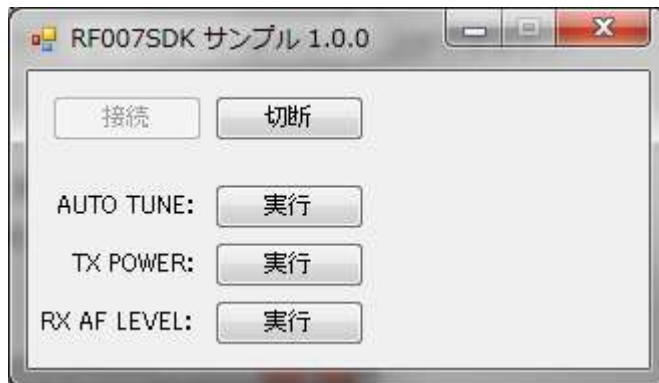 RF007SDK サンプル 1.0.0
接続 切断
AUTO TUNE: 実行
TX POWER: 実行
RX AF LEVEL: 実行